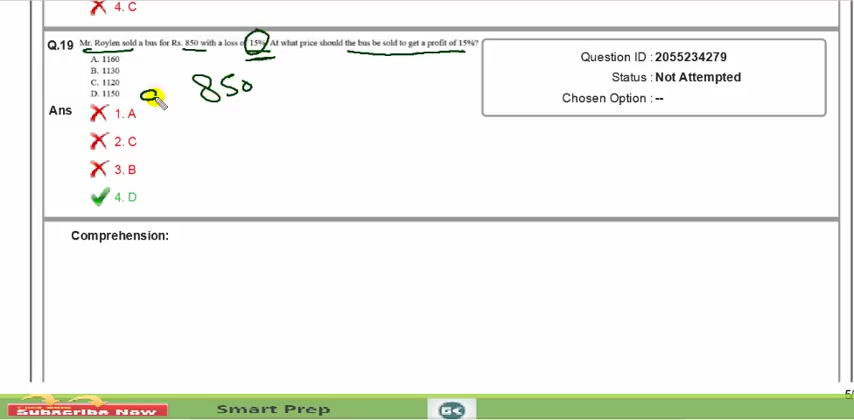 4. C
Q.19 Mr. Roylen sold a bus for Rs. 850 with a loss of 15%. At what price should the bus be sold to get a profit of 15%?
A. 1160
B. 1130
C. 1120
D. 1150
850
Ans
1. A
2. C
3. B
4. D
Question ID : 2055234279
Status : Not Attempted
Chosen Option : --
Comprehension:
5/
Subscribe Now
Smart Prep
GK